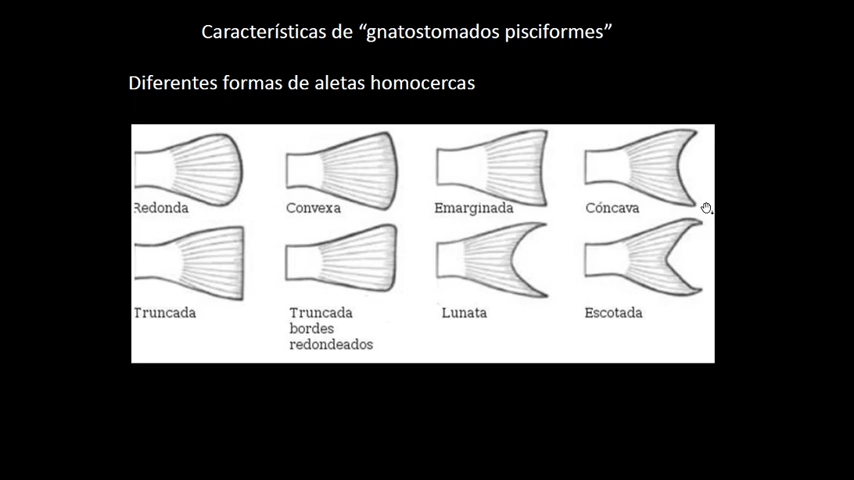 Características de “gnatostomados pisciformes”
Diferentes formas de aletas homocercas
Redonda
Convexa
Emarginada
Cóncava
Truncada
Truncada
bordes
redondeados
Lunata
Escotada